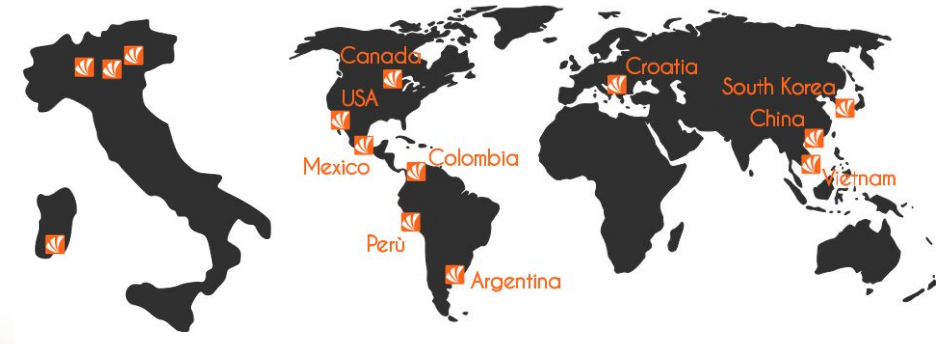 Canada
Croatia
USA
South Korea
China
Mexico
Colombia
Vietnam
Perù
Argentina